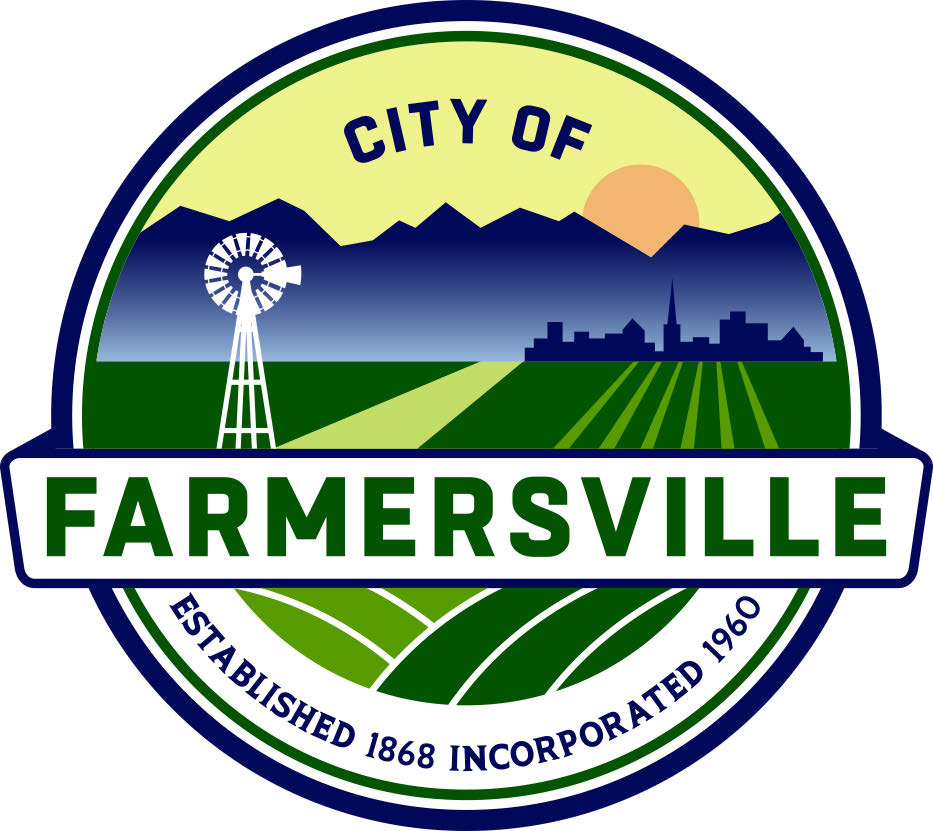 CITY OF
FARMERSVILLE
ESTABLISHED 1868 INCORPORATED 1960